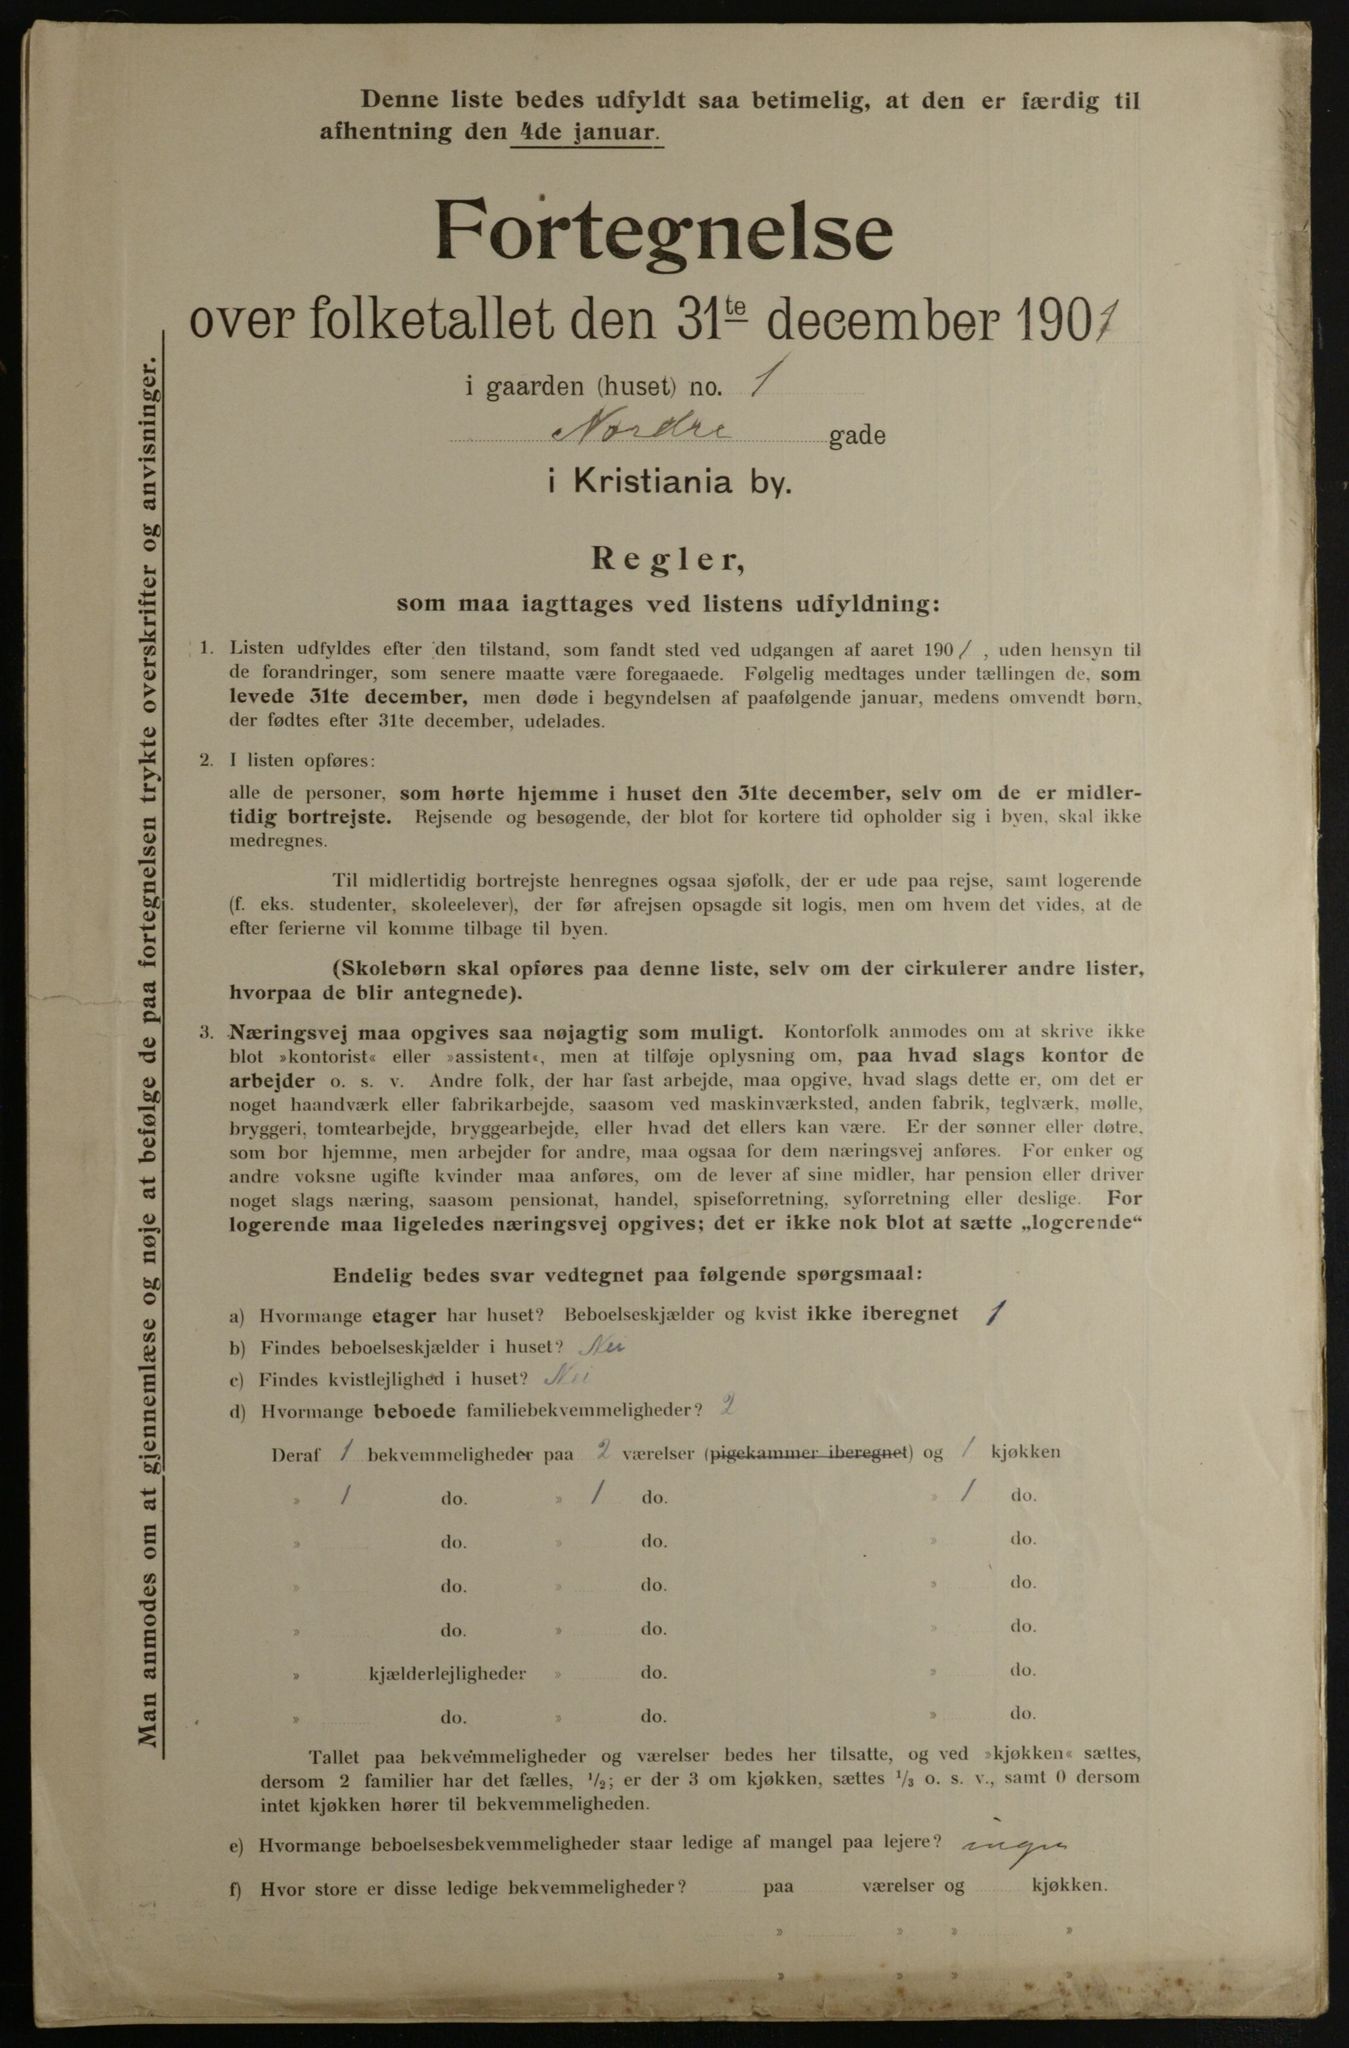 Denne liste bedes udfyldt saa betimelig, at den er færdig til
afhentning den 4de januar.
Fortegnelse
over folketallet den 31te december 1901
i gaarden (huset) no. 1
Nordre gade
i Kristiania by.
Regler,
som maa iagttages ved listens udfyldning:
1. Listen udfyldes efter den tilstand, som fandt sted ved udgangen af aaret 1901, uden hensyn til
de forandringer, som senere maatte være foregaaede. Følgelig medtages under tællingen de, som
levede 31te december, men døde i begyndelsen af paafølgende januar, medens omvendt børn,
der fødtes efter 31te december, udelades.
2. I listen opføres:
alle de personer, som hørte hjemme i huset den 31te december, selv om de er midler-
tidig bortrejste. Rejsende og besøgende, der blot for kortere tid opholder sig i byen, skal ikke
medregnes.
Til midlertidig bortrejste henregnes ogsaa sjøfolk, der er ude paa rejse, samt logerende
(f. eks. studenter, skoleelever), der før afrejsen opsagde sit logis, men om hvem det vides, at de
efter ferierne vil komme tilbage til byen.
(Skolebørn skal opføres paa denne liste, selv om der cirkulerer andre lister,
hvorpaa de blir antegnede).
3. Næringsvej maa opgives saa nøjagtig som muligt. Kontorfolk anmodes om at skrive ikke
blot »kontorist« eller »assistent«, men at tilføje oplysning om, paa hvad slags kontor de
arbejder o. s. v. Andre folk, der har fast arbejde, maa opgive, hvad slags dette er, om det er
noget haandværk eller fabrikarbejde, saasom ved maskinværksted, anden fabrik, teglværk, mølle,
bryggeri, tomtearbejde, bryggearbejde, eller hvad det ellers kan være. Er der sønner eller døtre,
som bor hjemme, men arbejder for andre, maa ogsaa for dem næringsvej anføres. For enker og
andre voksne ugifte kvinder maa anføres, om de lever af sine midler, har pension eller driver
noget slags næring, saasom pensionat, handel, spiseforretning, syforretning eller deslige. For
logerende maa ligeledes næringsvej opgives; det er ikke nok blot at sætte „logerende“
Endelig bedes svar vedtegnet paa følgende spørgsmaal:
a) Hvormange etager har huset? Beboelseskjælder og kvist ikke iberegnet 1
b) Findes beboelseskjælder i huset? Nei
c) Findes kvistlejlighed i huset? Nei
d) Hvormange beboede familiebekvemmeligheder? 2
Deraf 1 bekvemmeligheder paa 2 værelser (pigekammer iberegnet) og 1 kjøkken
» 1 do. » 1 do. » 1 do.
» do. » do. » do.
» do. » do. » do.
» do. » do. » do.
» kjælderlejligheder » do. » do.
» do. » do. » do.
Tallet paa bekvemmeligheder og værelser bedes her tilsatte, og ved »kjøkken« sættes,
dersom 2 familier har det fælles, 1/2; er der 3 om kjøkken, sættes 1/3 o. s. v., samt 0 dersom
intet kjøkken hører til bekvemmeligheden.
e) Hvormange beboelsesbekvemmeligheder staar ledige af mangel paa lejere? ingen
f) Hvor store er disse ledige bekvemmeligheder? paa værelser og kjøkken.
» » » »
» » » »
Man anmodes om at gjennemlæse og nøje at befølge de paa fortegnelsen trykte overskrifter og anvisninger.